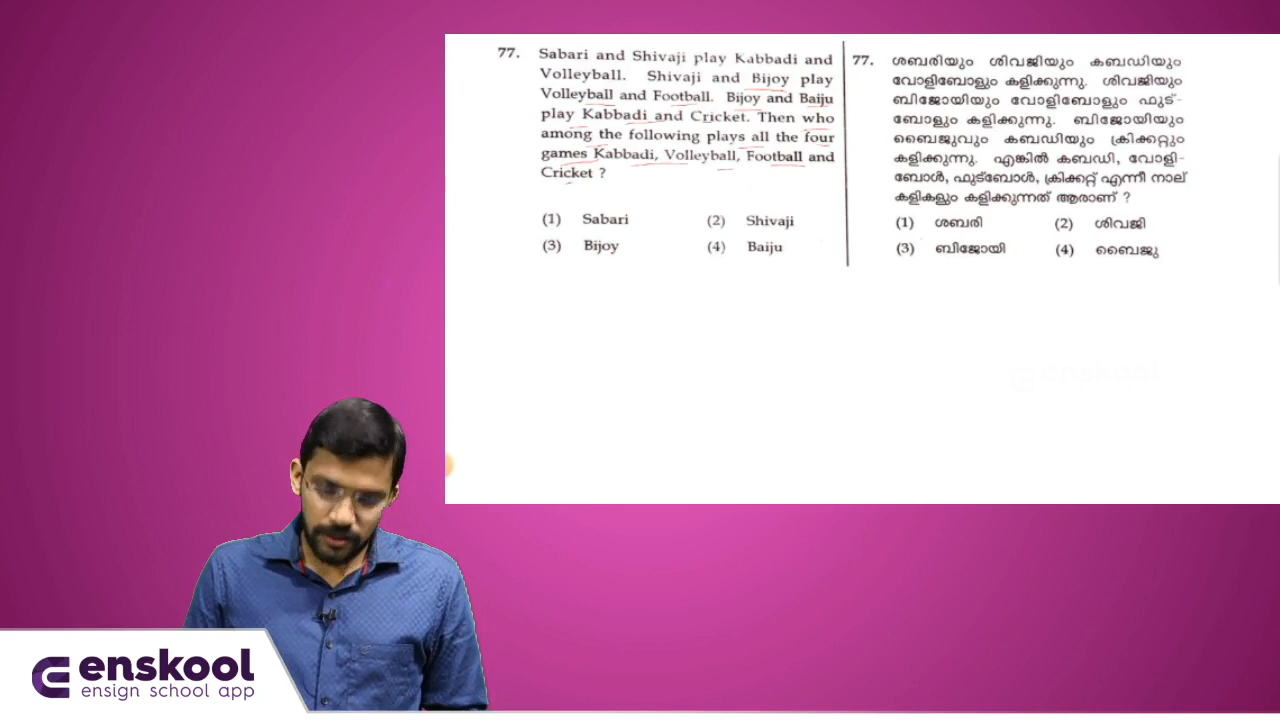 77. Sabari and Shivaji play Kabbadi and
Volleyball. Shivaji and Bijoy play
Volleyball and Football. Bijoy and Baiju
play Kabbadi and Cricket. Then who
among the following plays all the four
games Kabbadi, Volleyball, Football and
Cricket ?
(1) Sabari (2) Shivaji
(3) Bijoy (4) Baiju
77. ശബരിയും ശിവജിയും കബഡിയും
വോളിബോളും കളിക്കുന്നു. ശിവജിയും
ബിജോയിയും വോളിബോളും ഫുട്-
ബോളും കളിക്കുന്നു. ബിജോയിയും
ബൈജുവും കബഡിയും ക്രിക്കറ്റും
കളിക്കുന്നു. എങ്കിൽ കബഡി, വോളി-
ബോൾ, ഫുട്ബോൾ, ക്രിക്കറ്റ് എന്നീ നാല്
കളികളും കളിക്കുന്നത് ആരാണ് ?
(1) ശബരി (2) ശിവജി
(3) ബിജോയി (4) ബൈജു
enskool
enskool
ensign school app